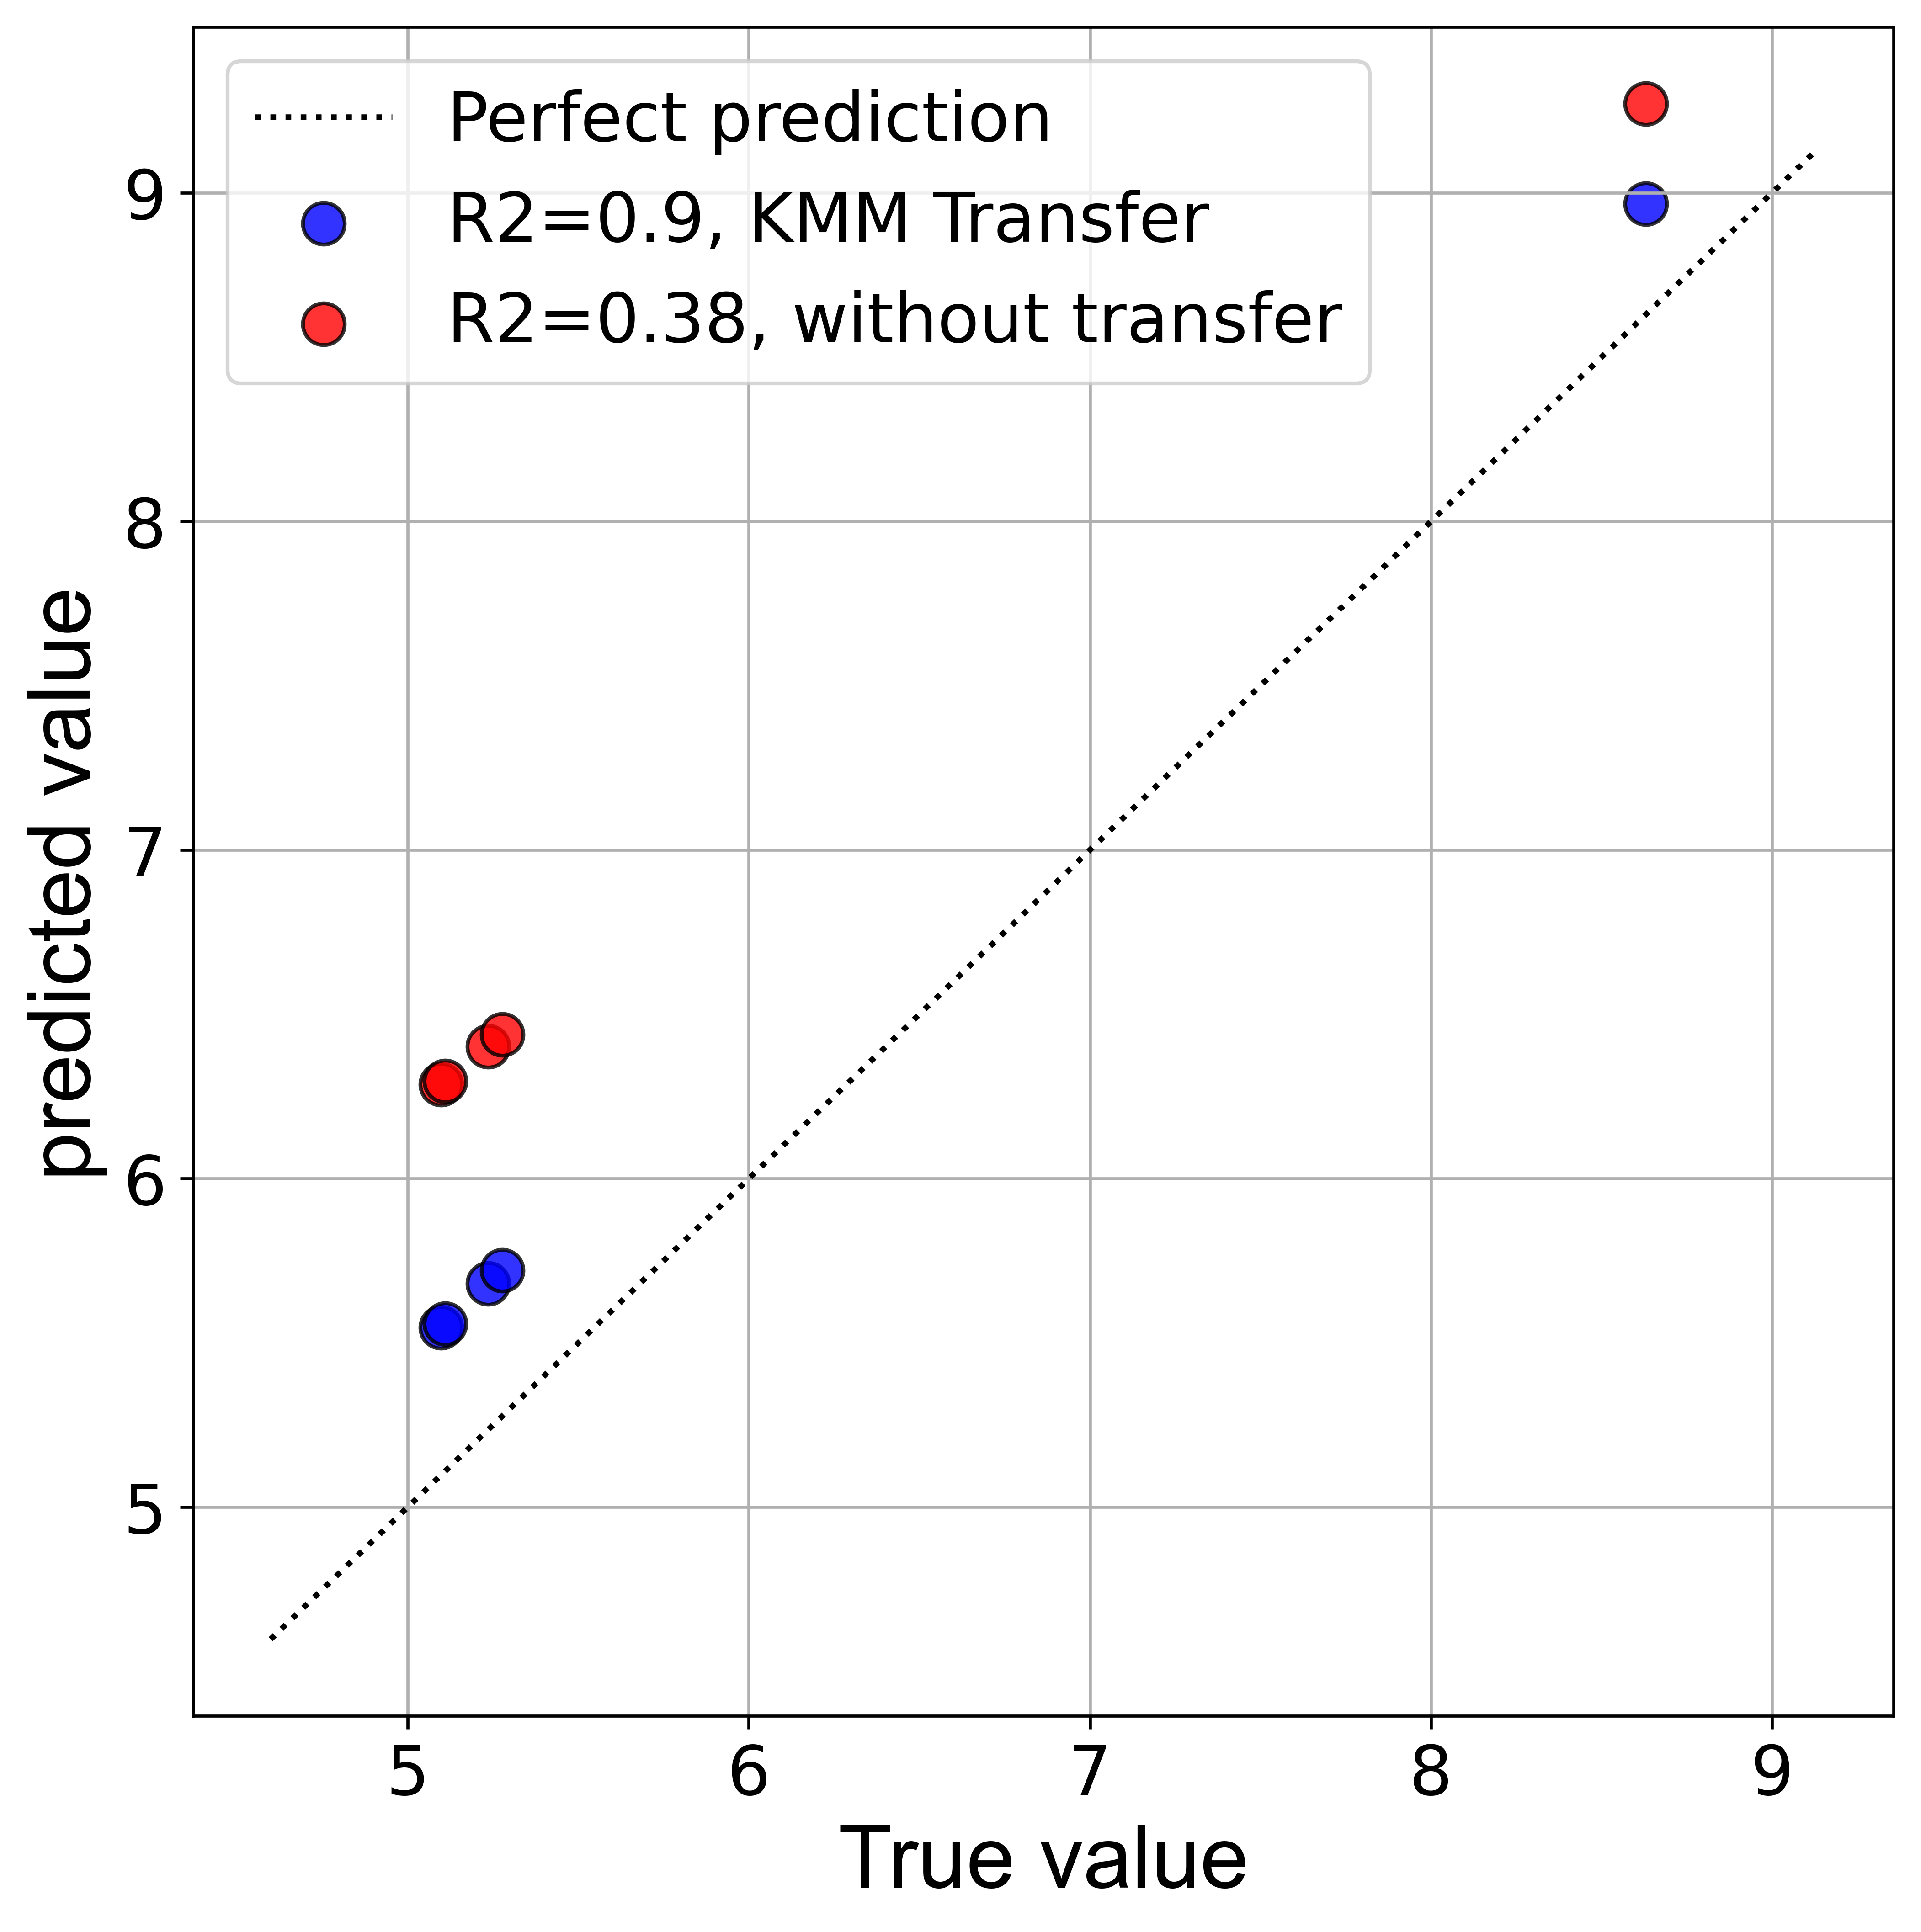 Perfect prediction
R2=0.9, KMM Transfer
R2=0.38, without transfer
9
8
7
6
5
predicted value
5 6 7 8 9
True value